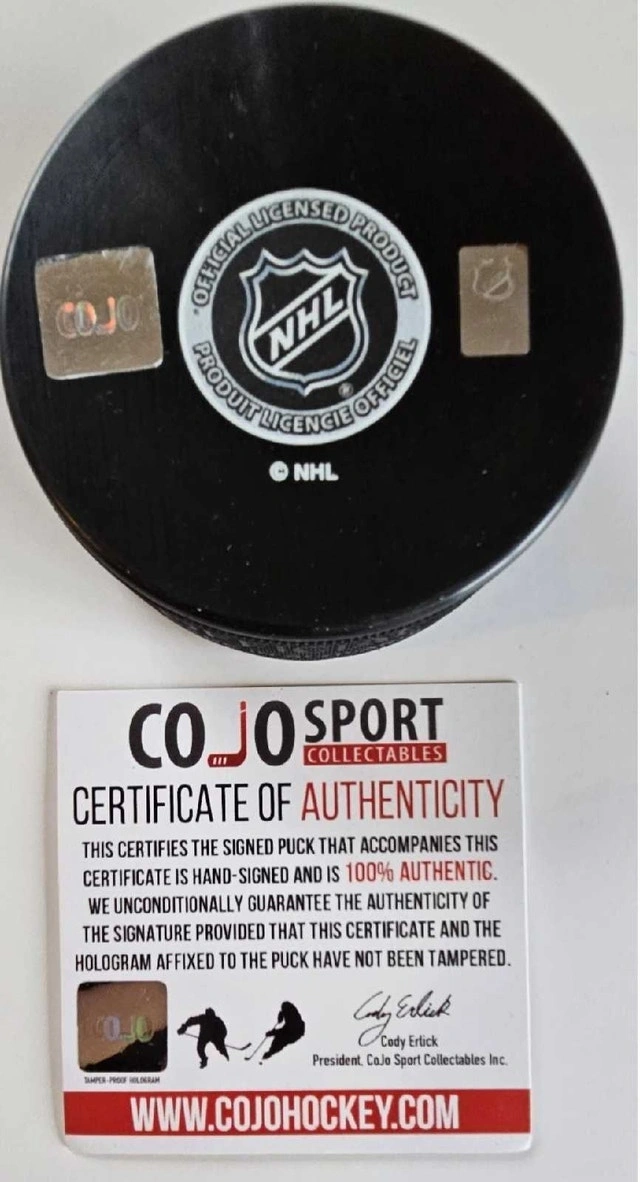 OFFICIAL LICENSED PRODUCT
COJO
NHL
®
PRODUIT LICENCIE OFFICIEL
© NHL
COJO SPORT
COLLECTABLES
CERTIFICATE OF AUTHENTICITY
THIS CERTIFIES THE SIGNED PUCK THAT ACCOMPANIES THIS
CERTIFICATE IS HAND-SIGNED AND IS 100% AUTHENTIC.
WE UNCONDITIONALLY GUARANTEE THE AUTHENTICITY OF
THE SIGNATURE PROVIDED THAT THIS CERTIFICATE AND THE
HOLOGRAM AFFIXED TO THE PUCK HAVE NOT BEEN TAMPERED.
COJO
Cody Erlick
Cody Erlick
President, CoJo Sport Collectables Inc.
TAMPER-PROOF HOLOGRAM
WWW.COJOHOCKEY.COM